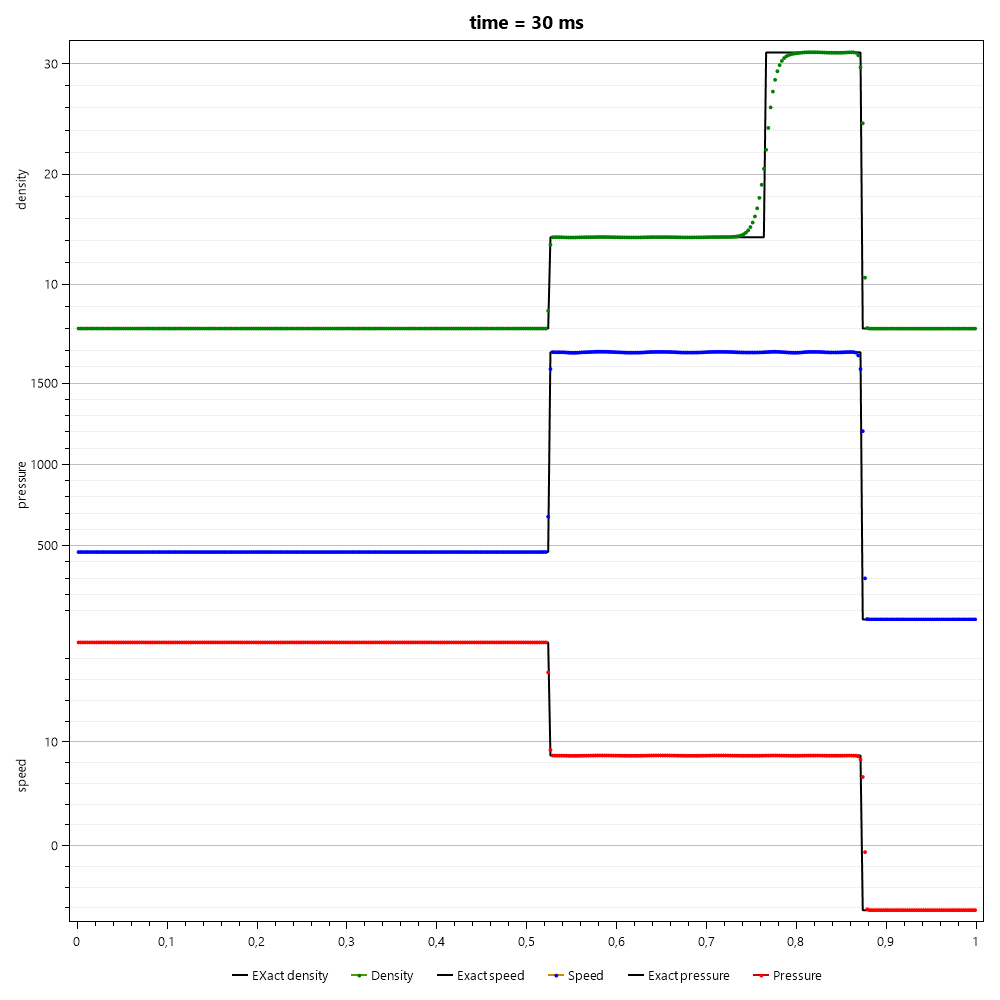 time = 30 ms
30
20
10
density
1500
1000
500
pressure
10
0
speed
0 0,1 0,2 0,3 0,4 0,5 0,6 0,7 0,8 0,9 1
EXact density Density Exact speed Speed Exact pressure Pressure